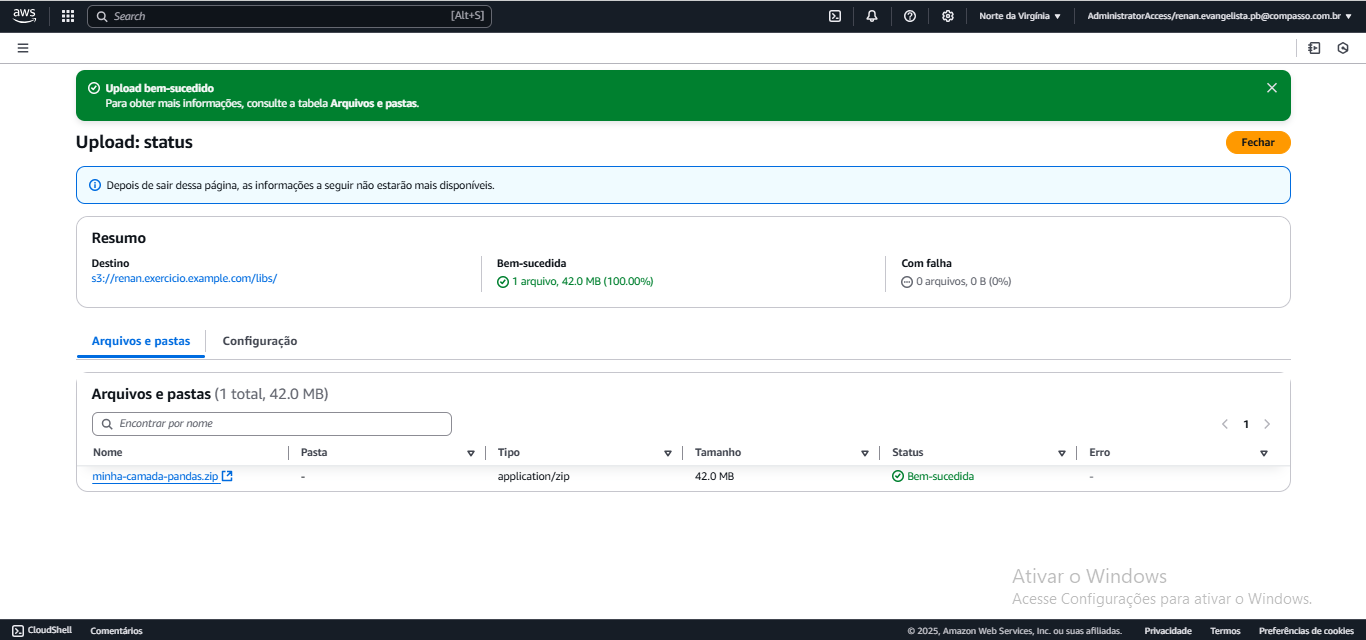 aws
Search [Alt+S]
Norte da Virgínia
AdministratorAccess/renan.evangelista.pb@compasso.com.br
Upload bem-sucedido
Para obter mais informações, consulte a tabela Arquivos e pastas.
Upload: status
Fechar
Depois de sair dessa página, as informações a seguir não estarão mais disponíveis.
Resumo
Destino
s3://renan.exercicio.example.com/libs/
Bem-sucedida
1 arquivo, 42.0 MB (100.00%)
Com falha
0 arquivos, 0 B (0%)
Arquivos e pastas
Configuração
Arquivos e pastas (1 total, 42.0 MB)
Encontrar por nome
1
Nome Pasta Tipo Tamanho Status Erro
minha-camada-pandas.zip - application/zip 42.0 MB Bem-sucedida -
Ativar o Windows
Acesse Configurações para ativar o Windows.
CloudShell Comentários © 2025, Amazon Web Services, Inc. ou suas afiliadas. Privacidade Termos Preferências de cookies